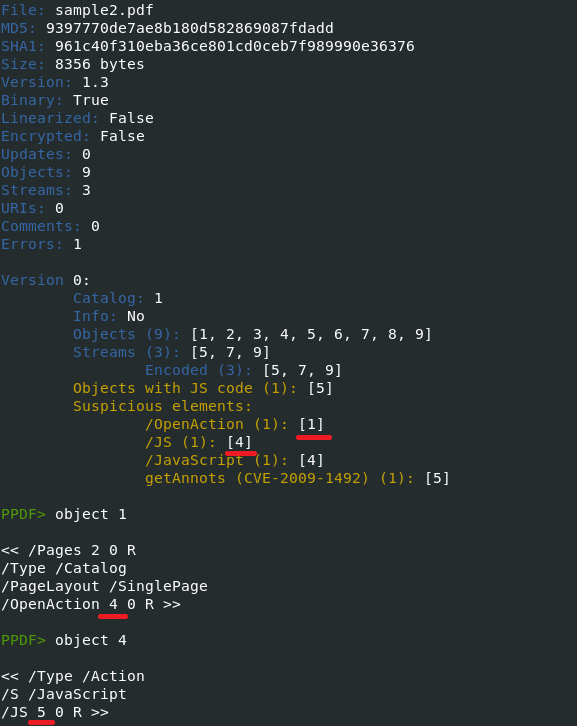 File: sample2.pdf
MD5: 9397770de7ae8b180d582869087fdadd
SHA1: 961c40f310eba36ce801cd0ceb7f989990e36376
Size: 8356 bytes
Version: 1.3
Binary: True
Linearized: False
Encrypted: False
Updates: 0
Objects: 9
Streams: 3
URIs: 0
Comments: 0
Errors: 1
Version 0:
Catalog: 1
Info: No
Objects (9): [1, 2, 3, 4, 5, 6, 7, 8, 9]
Streams (3): [5, 7, 9]
Encoded (3): [5, 7, 9]
Objects with JS code (1): [5]
Suspicious elements:
/OpenAction (1): [1]
/JS (1): [4]
/JavaScript (1): [4]
getAnnots (CVE-2009-1492) (1): [5]
PPDF> object 1
<< /Pages 2 0 R
/Type /Catalog
/PageLayout /SinglePage
/OpenAction 4 0 R >>
PPDF> object 4
<< /Type /Action
/S /JavaScript
/JS 5 0 R >>